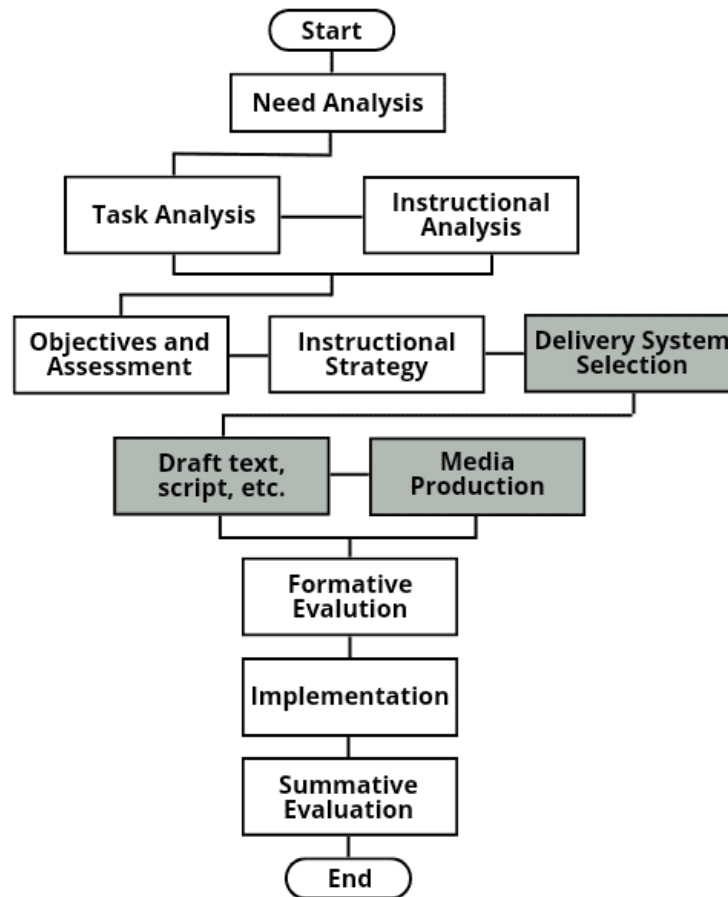 Start
Need Analysis
Task Analysis
Instructional
Analysis
Objectives and
Assessment
Instructional
Strategy
Delivery System
Selection
Draft text,
script, etc.
Media
Production
Formative
Evalution
Implementation
Summative
Evaluation
End